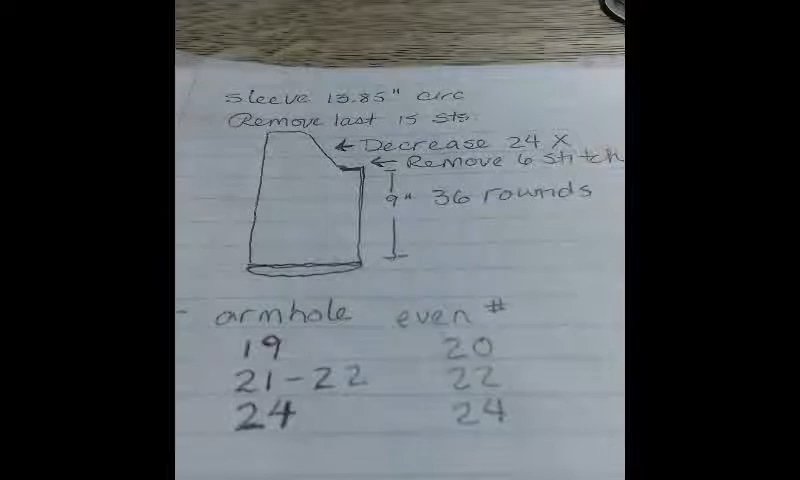 Sleeve 13.85" circ
Remove last 15 sts
← Decrease 24 X
← Remove 6 stitch
9" 36 rounds
- armhole even #
19 20
21-22 22
24 24